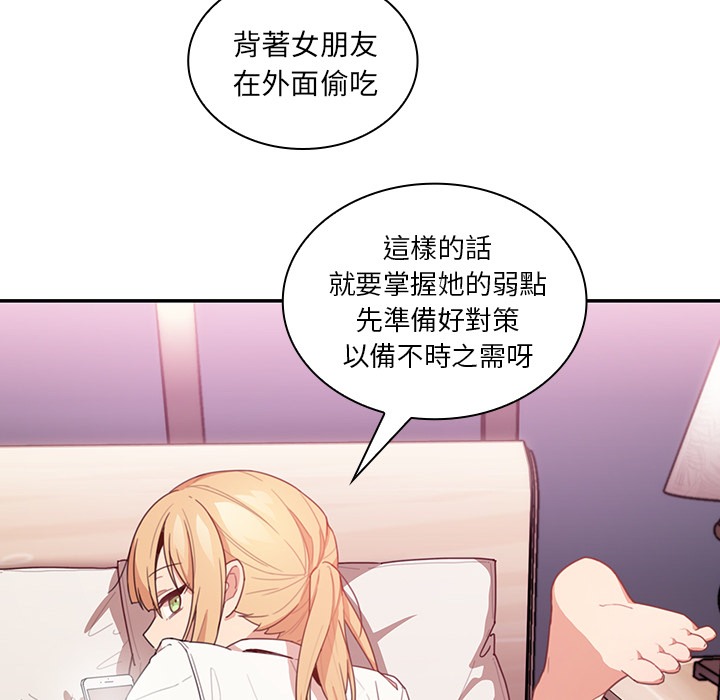 背著女朋友
在外面偷吃
這樣的話
就要掌握她的弱點
先準備好對策
以備不時之需呀